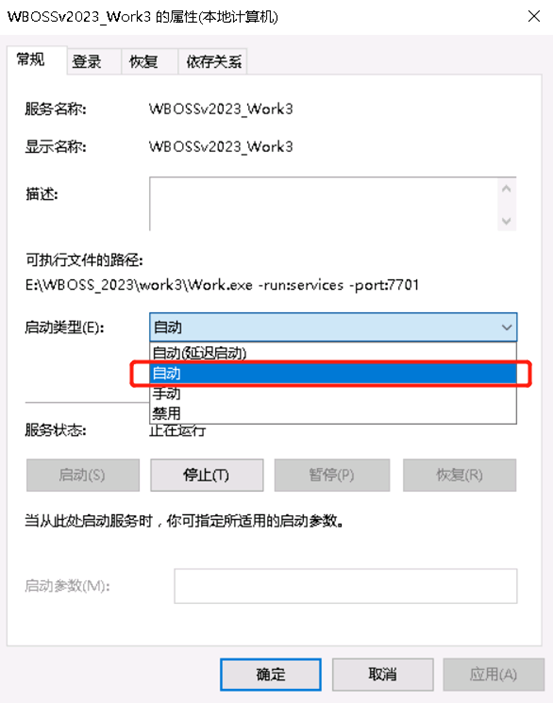 WBOSSv2023_Work3 的属性(本地计算机)
常规 登录 恢复 依存关系
服务名称: WBOSSv2023_Work3
显示名称: WBOSSv2023_Work3
描述:
可执行文件的路径:
E:\WBOSS_2023\work3\Work.exe -run:services -port:7701
启动类型(E): 自动
自动(延迟启动)
自动
手动
禁用
服务状态: 正在运行
启动(S) 停止(T) 暂停(P) 恢复(R)
当从此处启动服务时，你可指定所适用的启动参数。
启动参数(M):
确定 取消 应用(A)